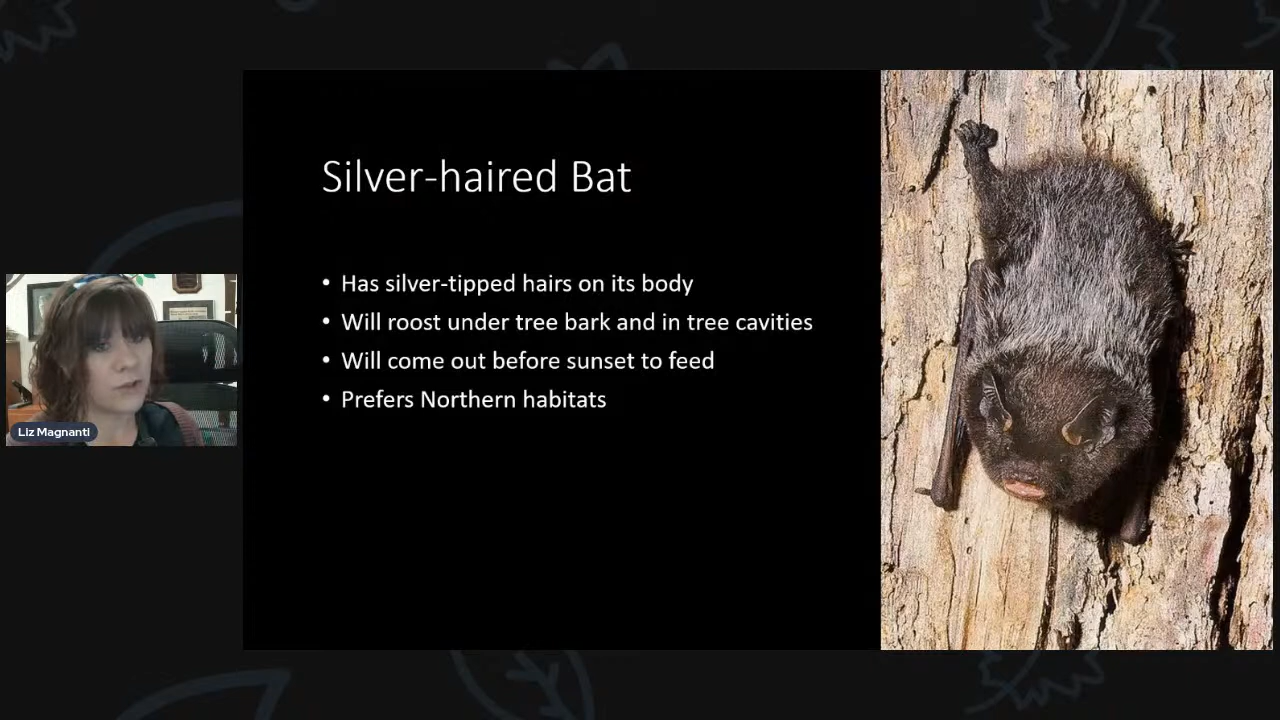 Silver-haired Bat
• Has silver-tipped hairs on its body
• Will roost under tree bark and in tree cavities
• Will come out before sunset to feed
• Prefers Northern habitats
Liz Magnanti